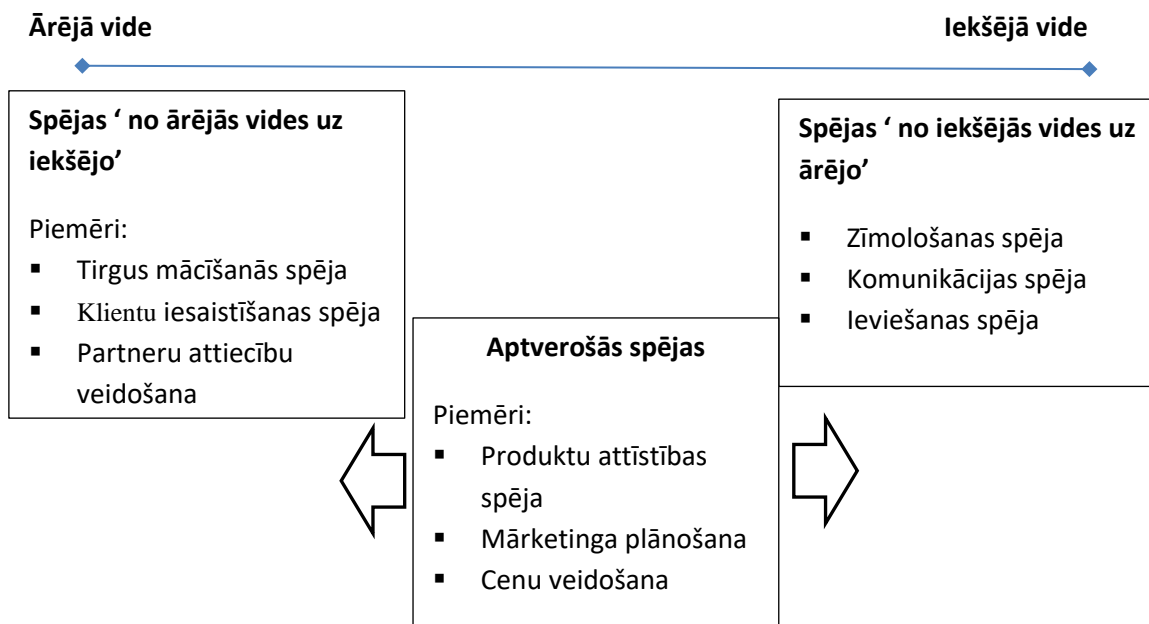 Ārējā vide
Iekšējā vide
Spējas ‘ no ārējās vides uz
iekšējo’
Piemēri:
▪ Tirgus mācīšanās spēja
▪ Klientu iesaistīšanas spēja
▪ Partneru attiecību
veidošana
Aptverošās spējas
Piemēri:
▪ Produktu attīstības
spēja
▪ Mārketinga plānošana
▪ Cenu veidošana
Spējas ‘ no iekšējās vides uz
ārējo’
▪ Zīmološanas spēja
▪ Komunikācijas spēja
▪ Ieviešanas spēja